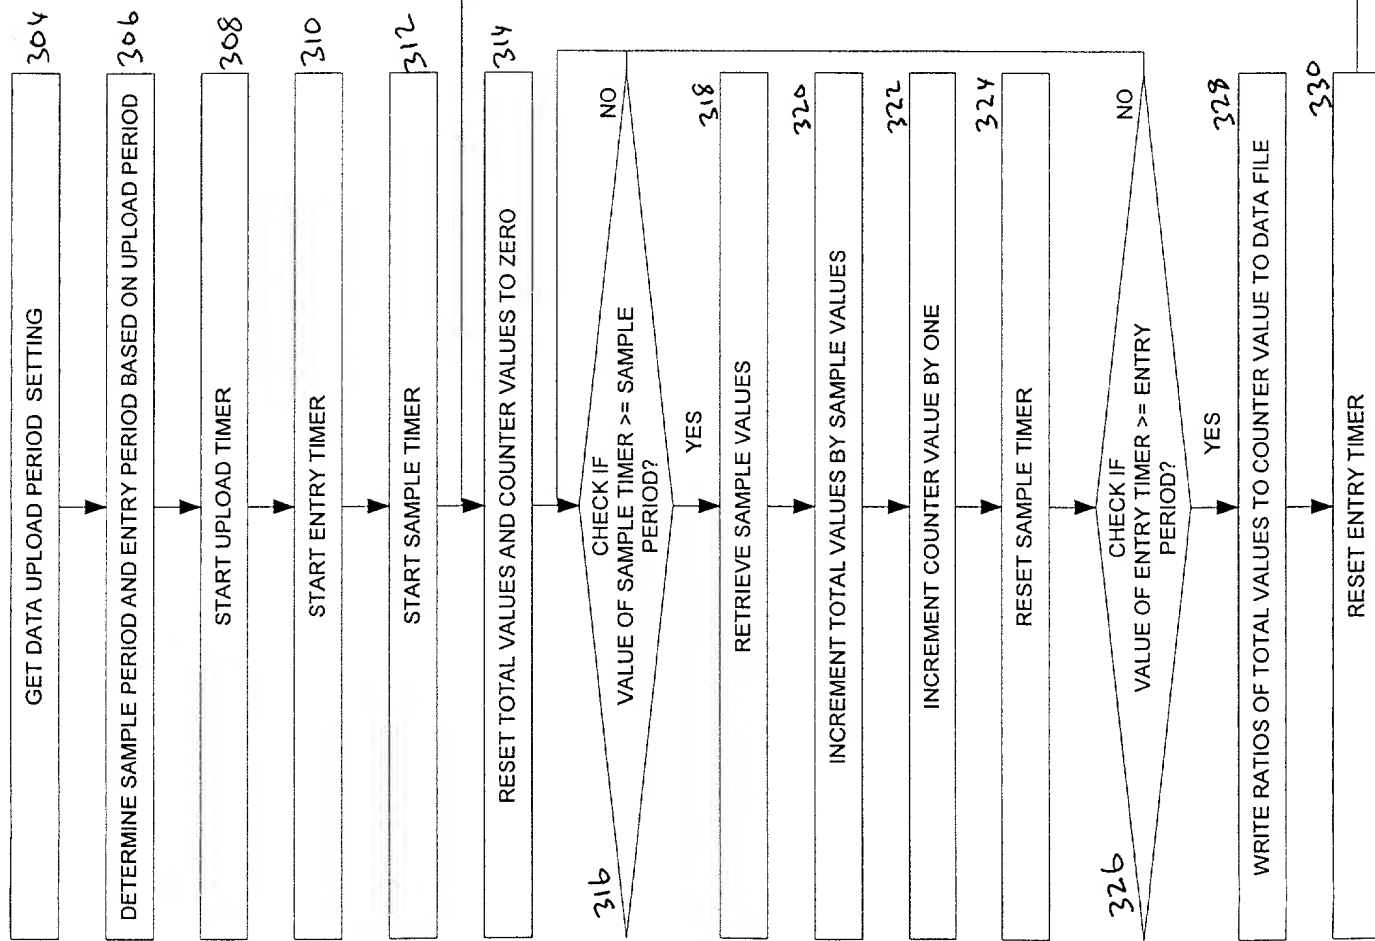 304
GET DATA UPLOAD PERIOD SETTING
306
DETERMINE SAMPLE PERIOD AND ENTRY PERIOD BASED ON UPLOAD PERIOD
308
START UPLOAD TIMER
310
START ENTRY TIMER
312
START SAMPLE TIMER
314
RESET TOTAL VALUES AND COUNTER VALUES TO ZERO
316
CHECK IF
VALUE OF SAMPLE TIMER >= SAMPLE
PERIOD?
NO
YES
318
RETRIEVE SAMPLE VALUES
320
INCREMENT TOTAL VALUES BY SAMPLE VALUES
322
INCREMENT COUNTER VALUE BY ONE
324
RESET SAMPLE TIMER
326
CHECK IF
VALUE OF ENTRY TIMER >= ENTRY
PERIOD?
NO
YES
328
WRITE RATIOS OF TOTAL VALUES TO COUNTER VALUE TO DATA FILE
330
RESET ENTRY TIMER